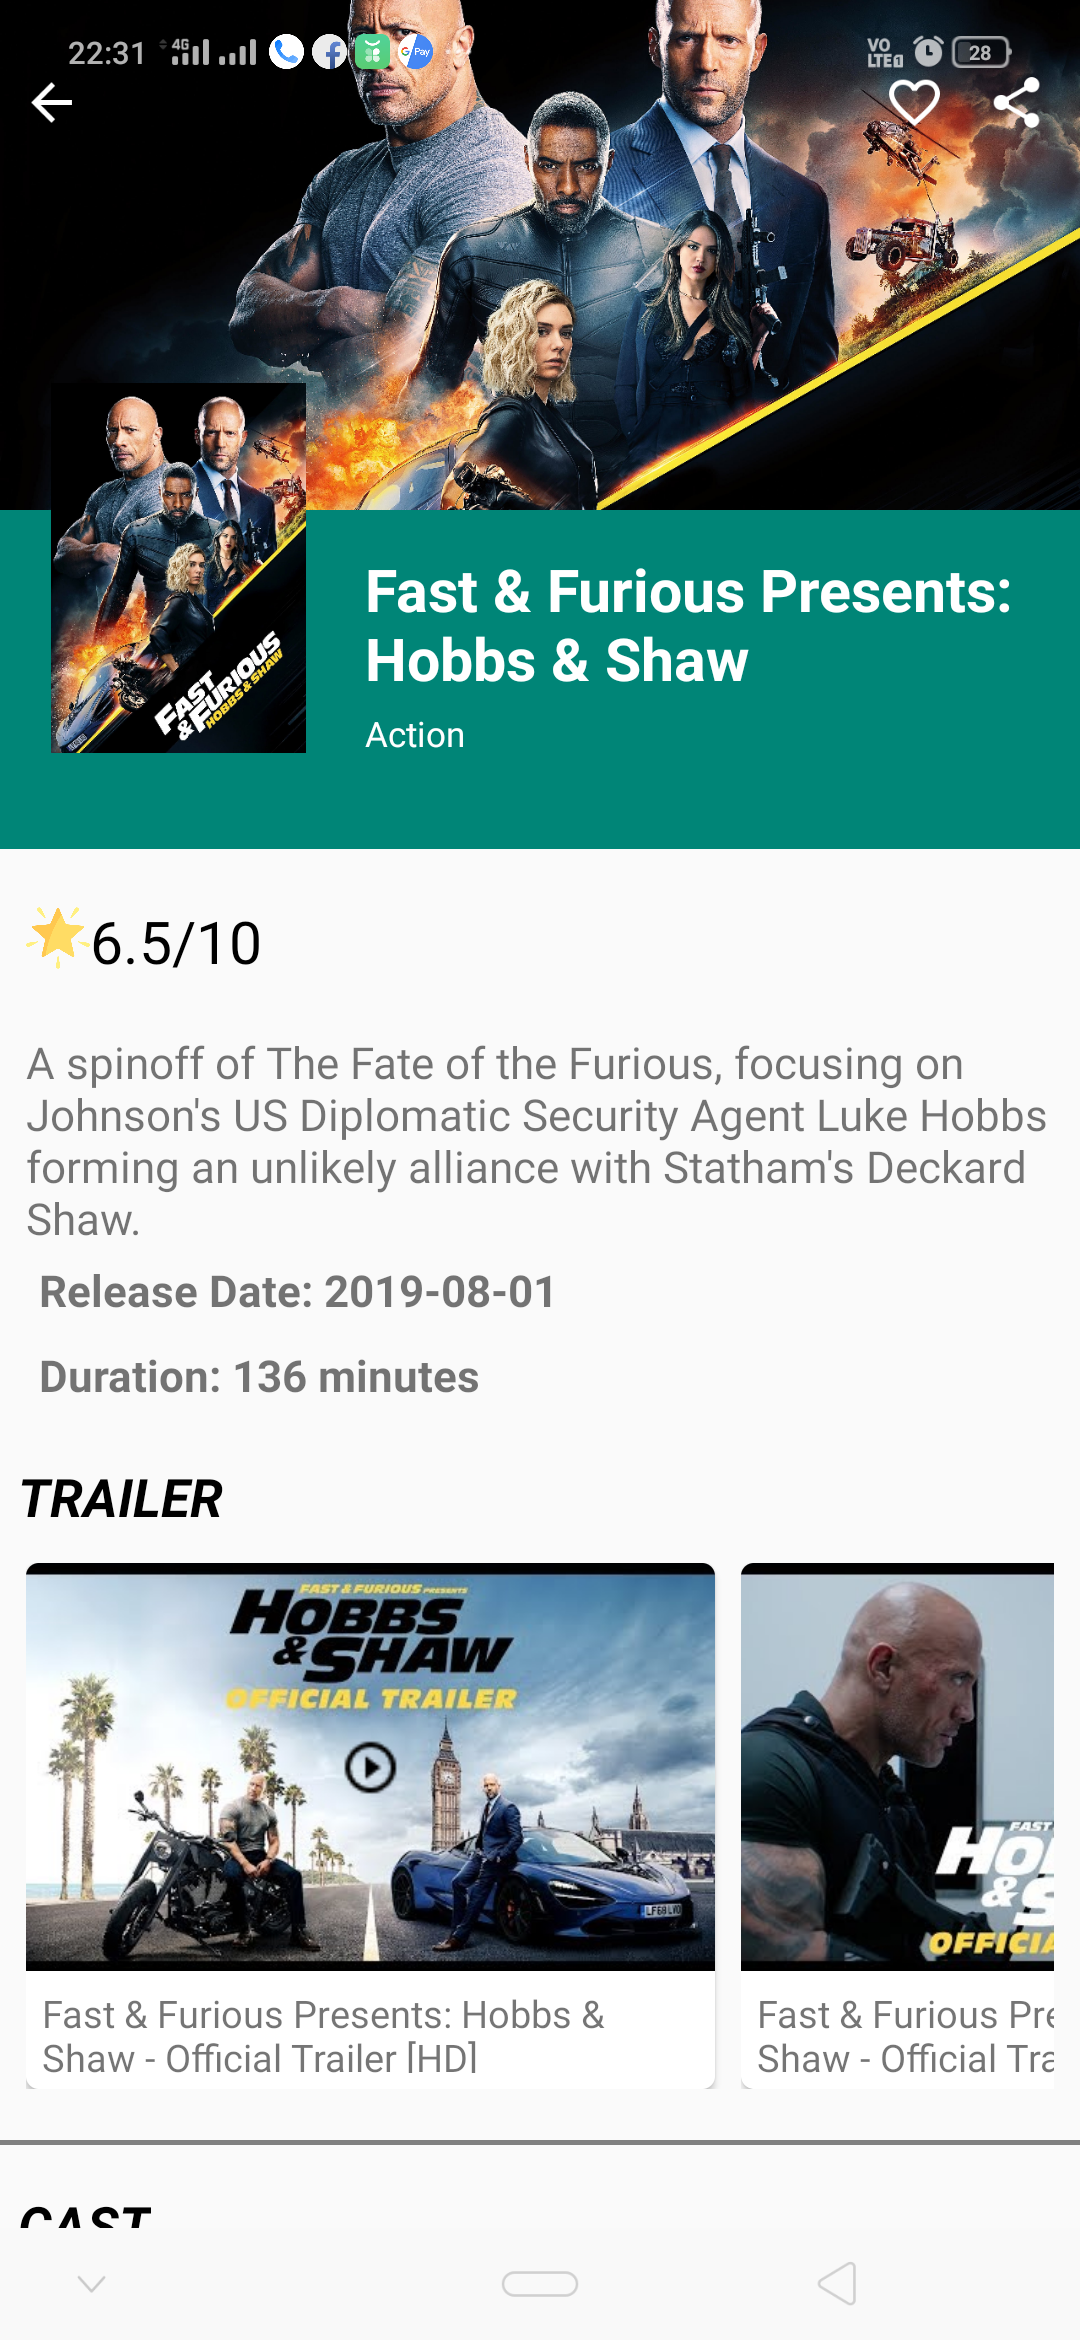 22:31
4G
G Pay
VO
LTE
28
FAST
& FURIOUS
HOBBS & SHAW
Fast & Furious Presents:
Hobbs & Shaw
Action
6.5/10
A spinoff of The Fate of the Furious, focusing on
Johnson's US Diplomatic Security Agent Luke Hobbs
forming an unlikely alliance with Statham's Deckard
Shaw.
Release Date: 2019-08-01
Duration: 136 minutes
TRAILER
FAST & FURIOUS PRESENTS
HOBBS
& SHAW
OFFICIAL TRAILER
LF68 LVO
Fast & Furious Presents: Hobbs &
Shaw - Official Trailer [HD]
FAST
HO
& S
OFFICIA
Fast & Furious Pre
Shaw - Official Tra
CAST